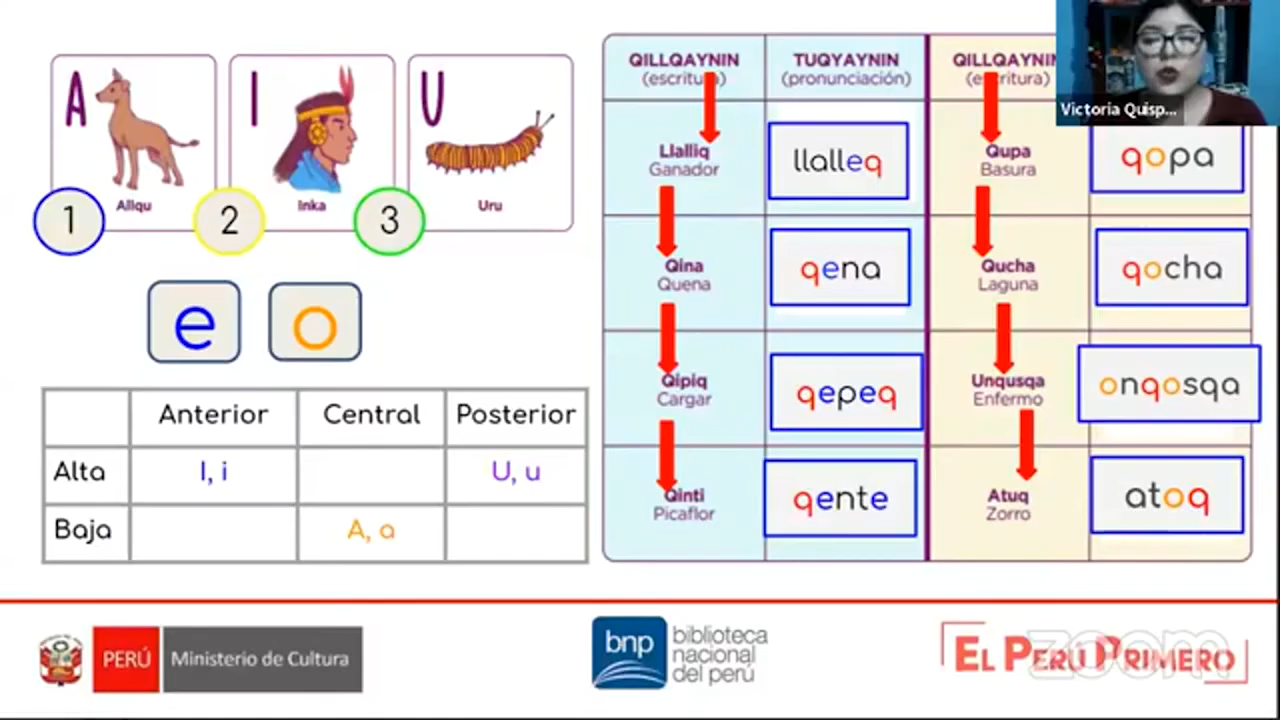 A
Allqu
I
Inka
U
Uru
1
2
3
e
o
Anterior Central Posterior
Alta I, i U, u
Baja A, a
QILLQAYNIN
(escritura)
TUQYAYNIN
(pronunciación)
Llalliq
Ganador
llalleq
Qina
Quena
qena
Qipiq
Cargar
qepeq
Qinti
Picaflor
qente
QILLQAYNIN
Qupa
Basura
qopa
Qucha
Laguna
qocha
Unqusqa
Enfermo
onqosqa
Atuq
Zorro
atoq
Victoria Quisp...
PERÚ
Ministerio de Cultura
bnp
biblioteca
nacional
del perú
EL PERÚ PRIMERO
zoom